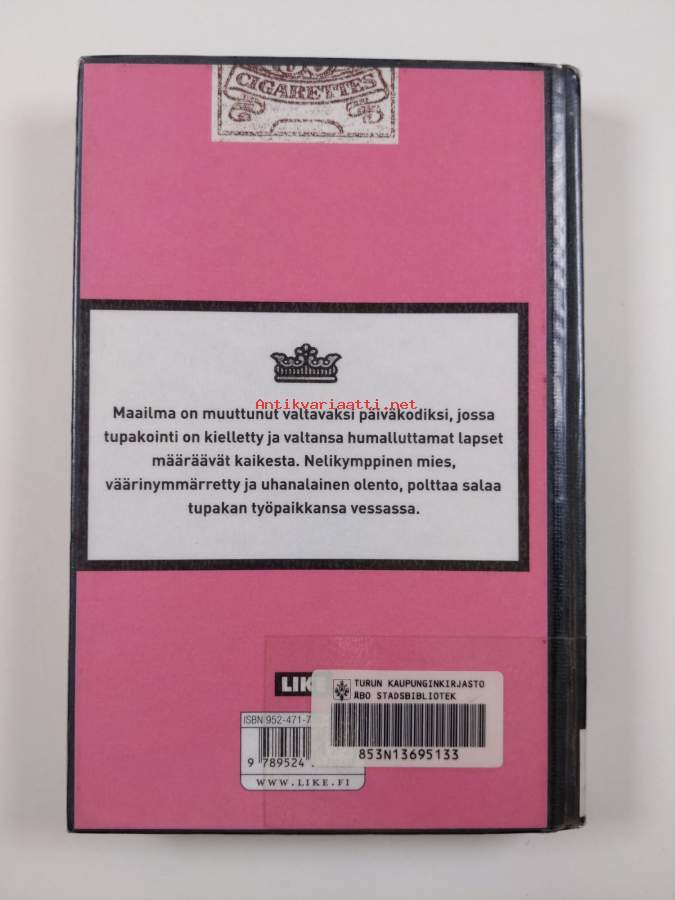 CIGARETTES
Antikvariaatti.net
Maailma on muuttunut valtavaksi päiväkodiksi, jossa
tupakointi on kielletty ja valtansa humalluttamat lapset
määräävät kaikesta. Nelikymppinen mies,
väärinymmärretty ja uhanalainen olento, polttaa salaa
tupakan työpaikkansa vessassa.
LIKE
TURUN KAUPUNGINKIRJASTO
ÅBO STADSBIBLIOTEK
ISBN 952-471-7
853N13695133
9 789524
WWW.LIKE.FI